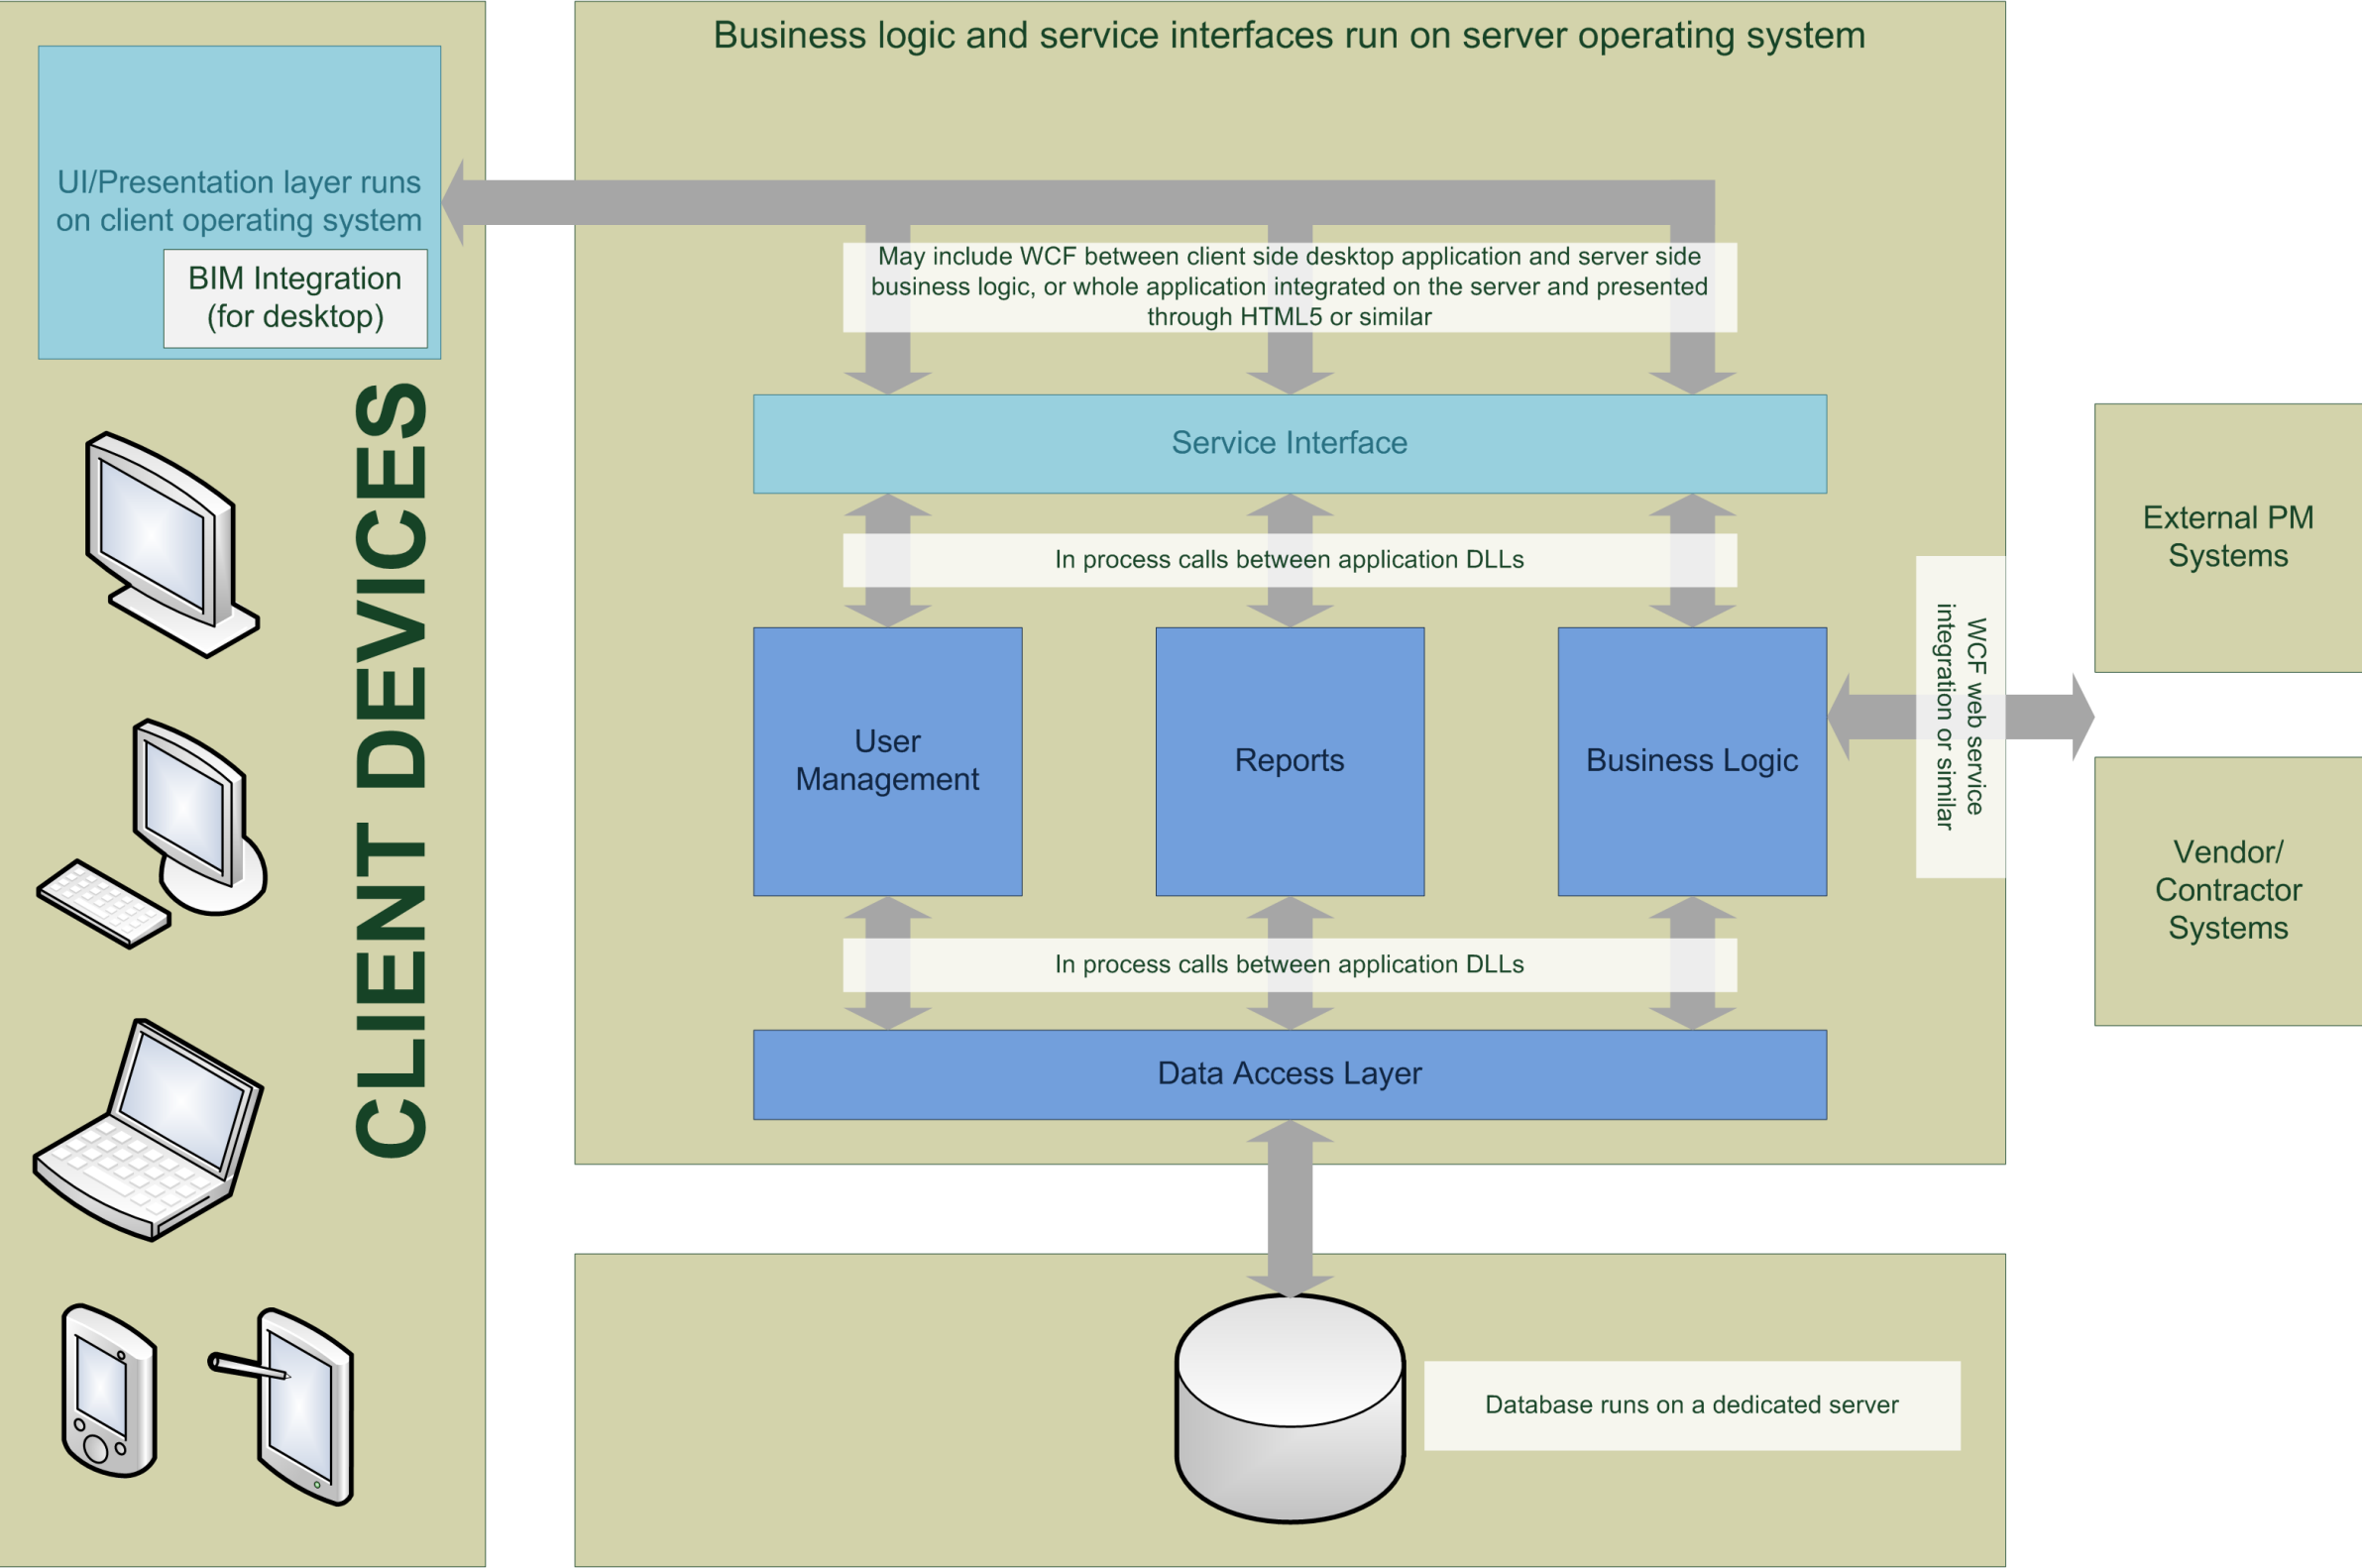 Business logic and service interfaces run on server operating system
UI/Presentation layer runs
on client operating system
BIM Integration
(for desktop)
CLIENT DEVICES
May include WCF between client side desktop application and server side
business logic, or whole application integrated on the server and presented
through HTML5 or similar
Service Interface
In process calls between application DLLs
User
Management
Reports
Business Logic
WCF web service
integration or similar
External PM
Systems
Vendor/
Contractor
Systems
In process calls between application DLLs
Data Access Layer
Database runs on a dedicated server